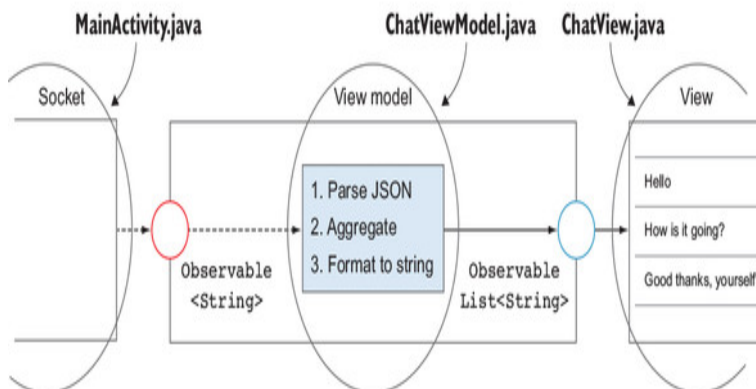 MainActivity.java
ChatViewModel.java
ChatView.java
Socket
View model
View
1. Parse JSON
2. Aggregate
3. Format to string
Observable
<String>
Observable
List<String>
Hello
How is it going?
Good thanks, yourself